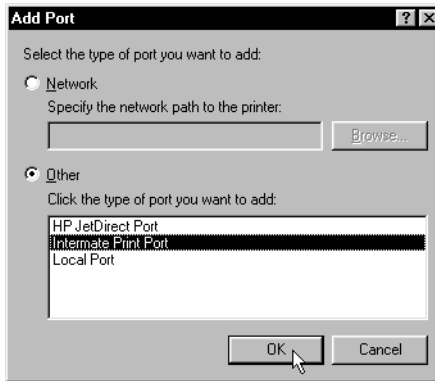 Add Port
Select the type of port you want to add:
Network
Specify the network path to the printer:
Browse...
Other
Click the type of port you want to add:
HP JetDirect Port
Intermate Print Port
Local Port
OK
Cancel